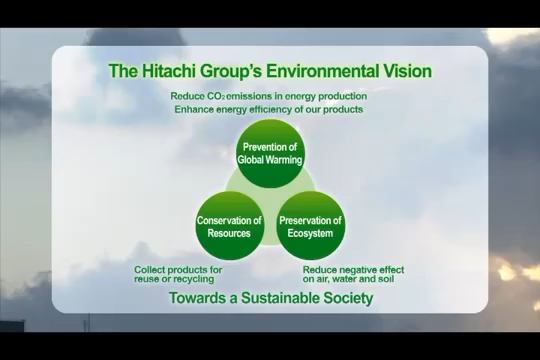 The Hitachi Group's Environmental Vision
Reduce CO₂ emissions in energy production
Enhance energy efficiency of our products
Prevention of
Global Warming
Conservation of
Resources
Preservation of
Ecosystem
Collect products for
reuse or recycling
Reduce negative effect
on air, water and soil
Towards a Sustainable Society